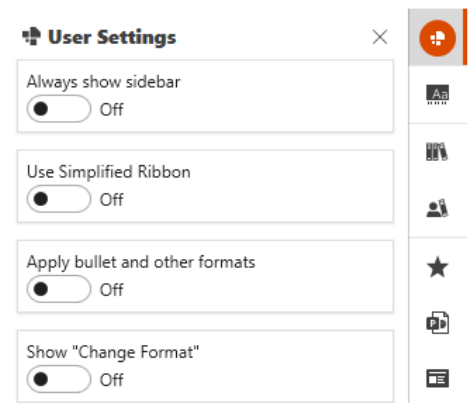 User Settings
Always show sidebar
Off
Aa
Use Simplified Ribbon
Off
Apply bullet and other formats
Off
Show "Change Format"
Off